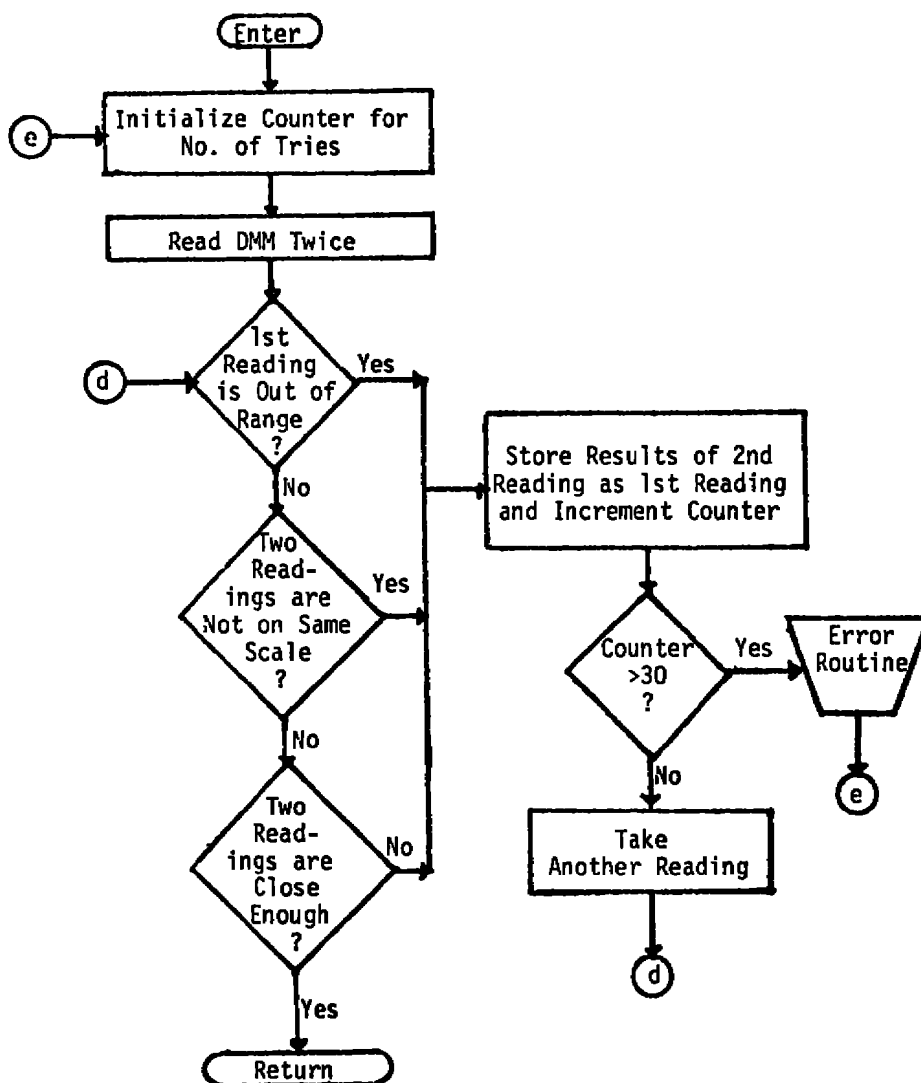 Enter
e
Initialize Counter for
No. of Tries
Read DMM Twice
d
1st
Reading
is Out of
Range
?
Yes
No
Two
Read-
ings are
Not on Same
Scale
?
Yes
No
Two
Read-
ings are
Close
Enough
?
No
Yes
Return
Store Results of 2nd
Reading as 1st Reading
and Increment Counter
Counter
>30
?
Yes
Error
Routine
e
No
Take
Another Reading
d